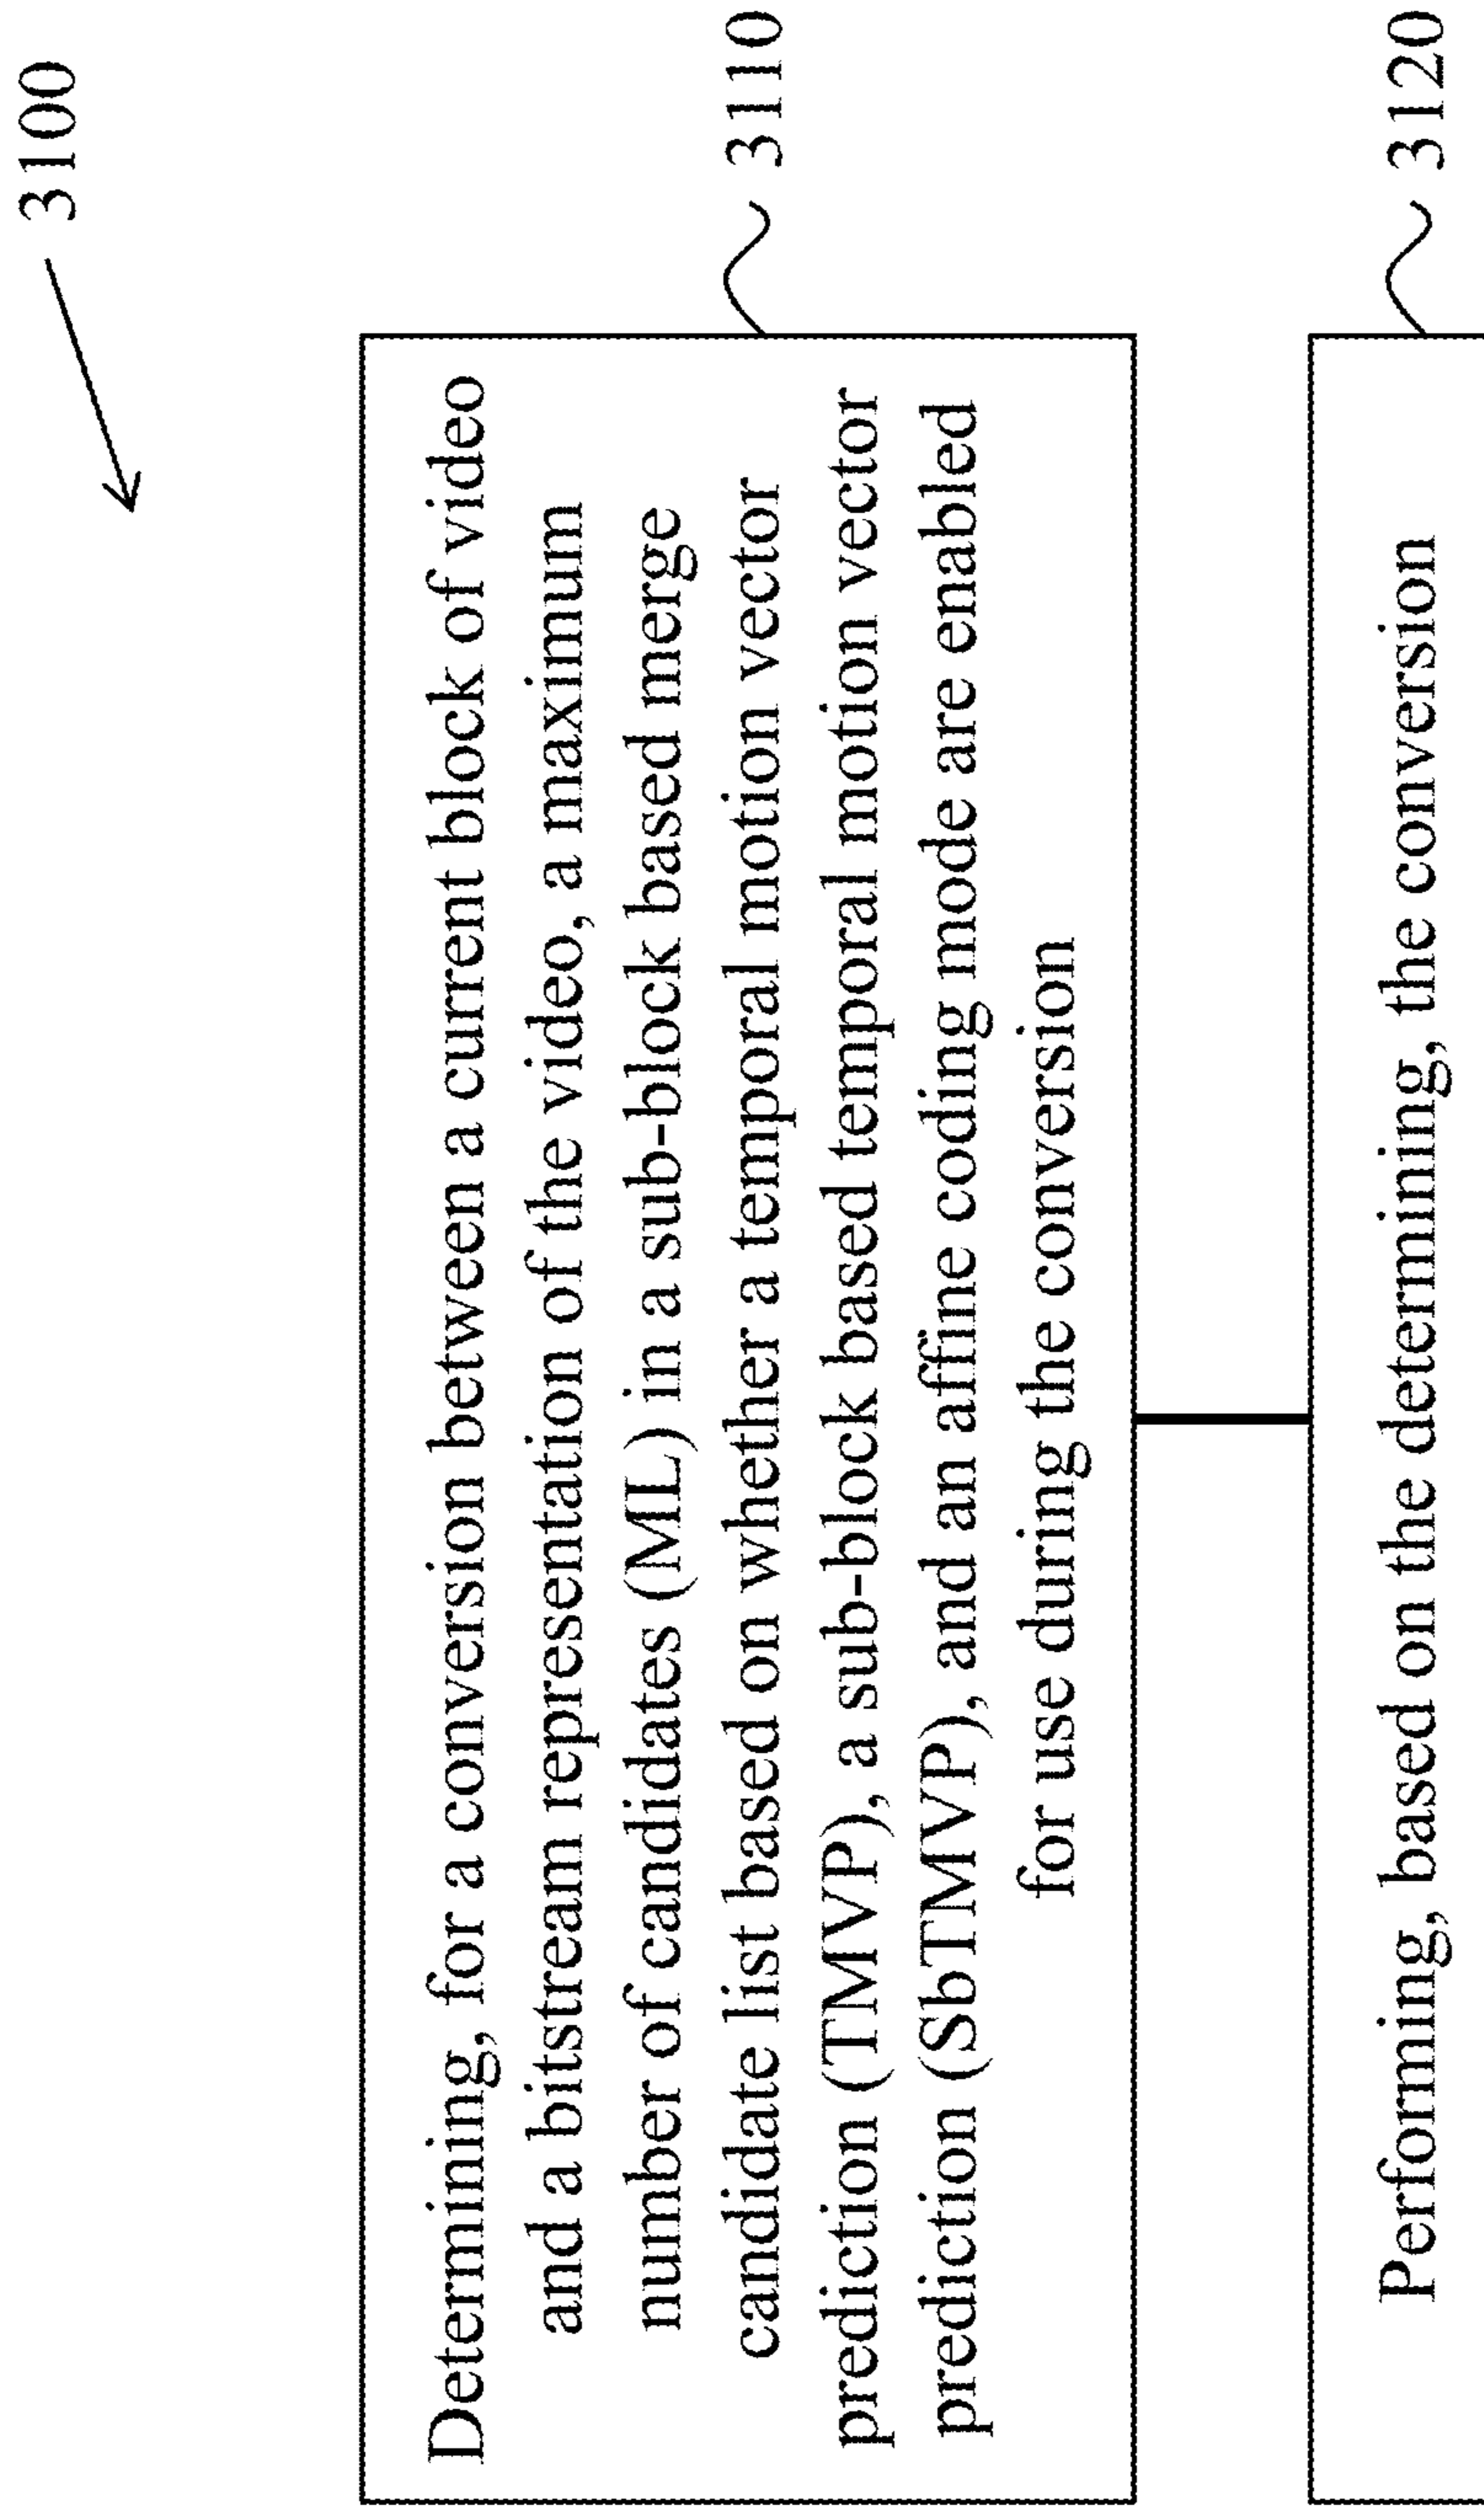 3100
Determining, for a conversion between a current block of video
and a bitstream representation of the video, a maximum
number of candidates (ML) in a sub-block based merge
candidate list based on whether a temporal motion vector
prediction (TMVP), a sub-block based temporal motion vector
prediction (SbTMVP), and an affine coding mode are enabled
for use during the conversion
3110
Performing, based on the determining, the conversion
3120